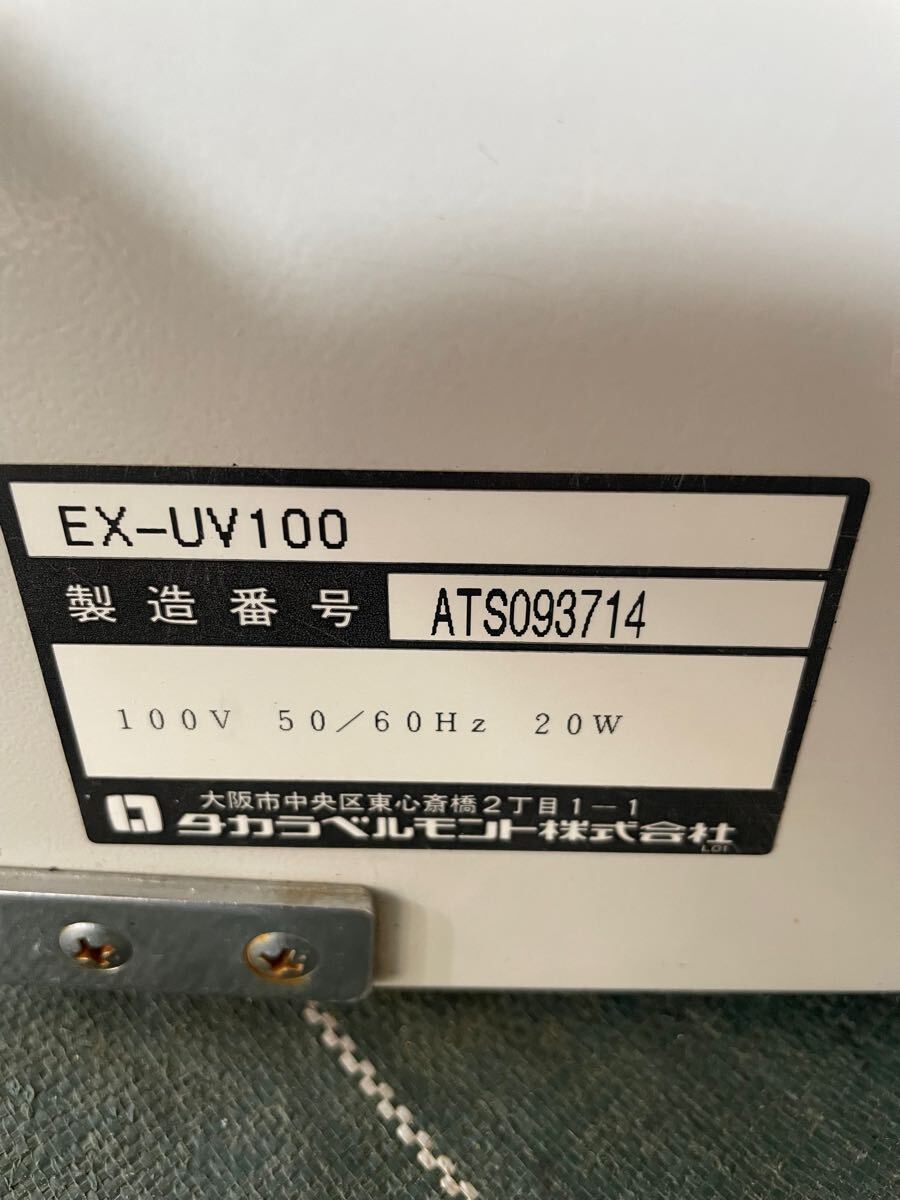 EX-UV100
製造番号 ATS093714
100V 50/60Hz 20W
大阪市中央区東心斎橋2丁目1-1
タカラベルモント株式会社
LGI